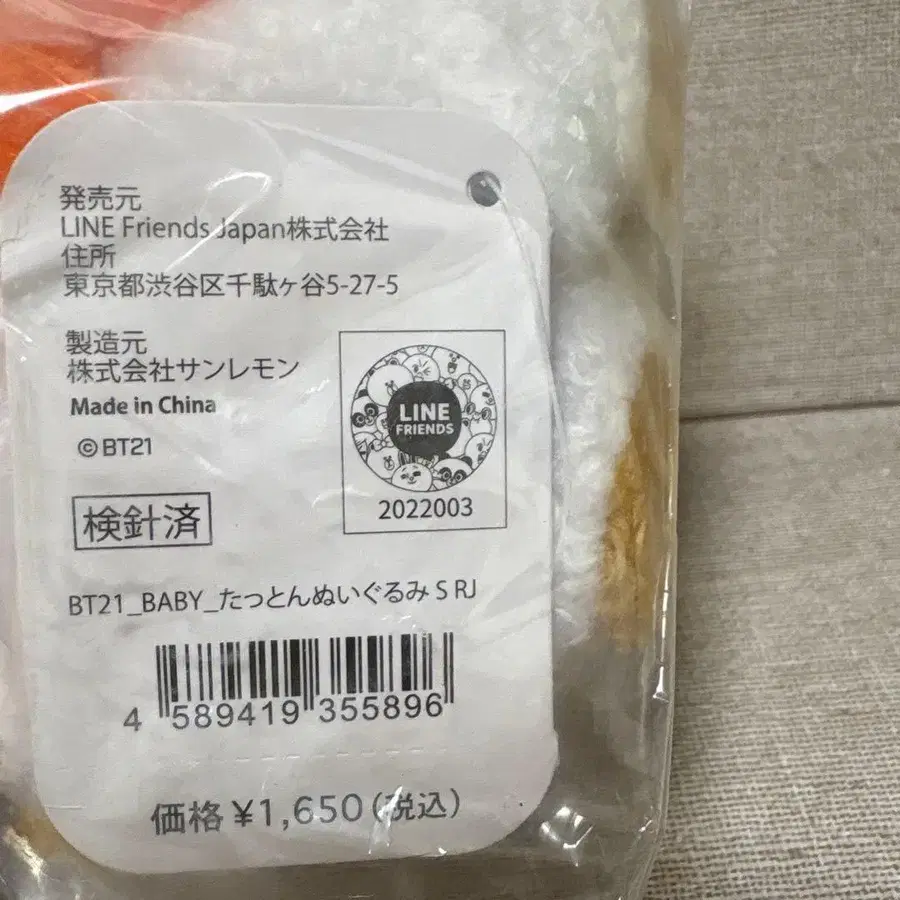 発売元
LINE Friends Japan株式会社
住所
東京都渋谷区千駄ヶ谷5-27-5
製造元
株式会社サンレモン
Made in China
©BT21
LINE
FRIENDS
2022003
検針済
BT21_BABY_たっとんぬいぐるみ S RJ
4 589419 355896
価格 ¥1,650(税込)